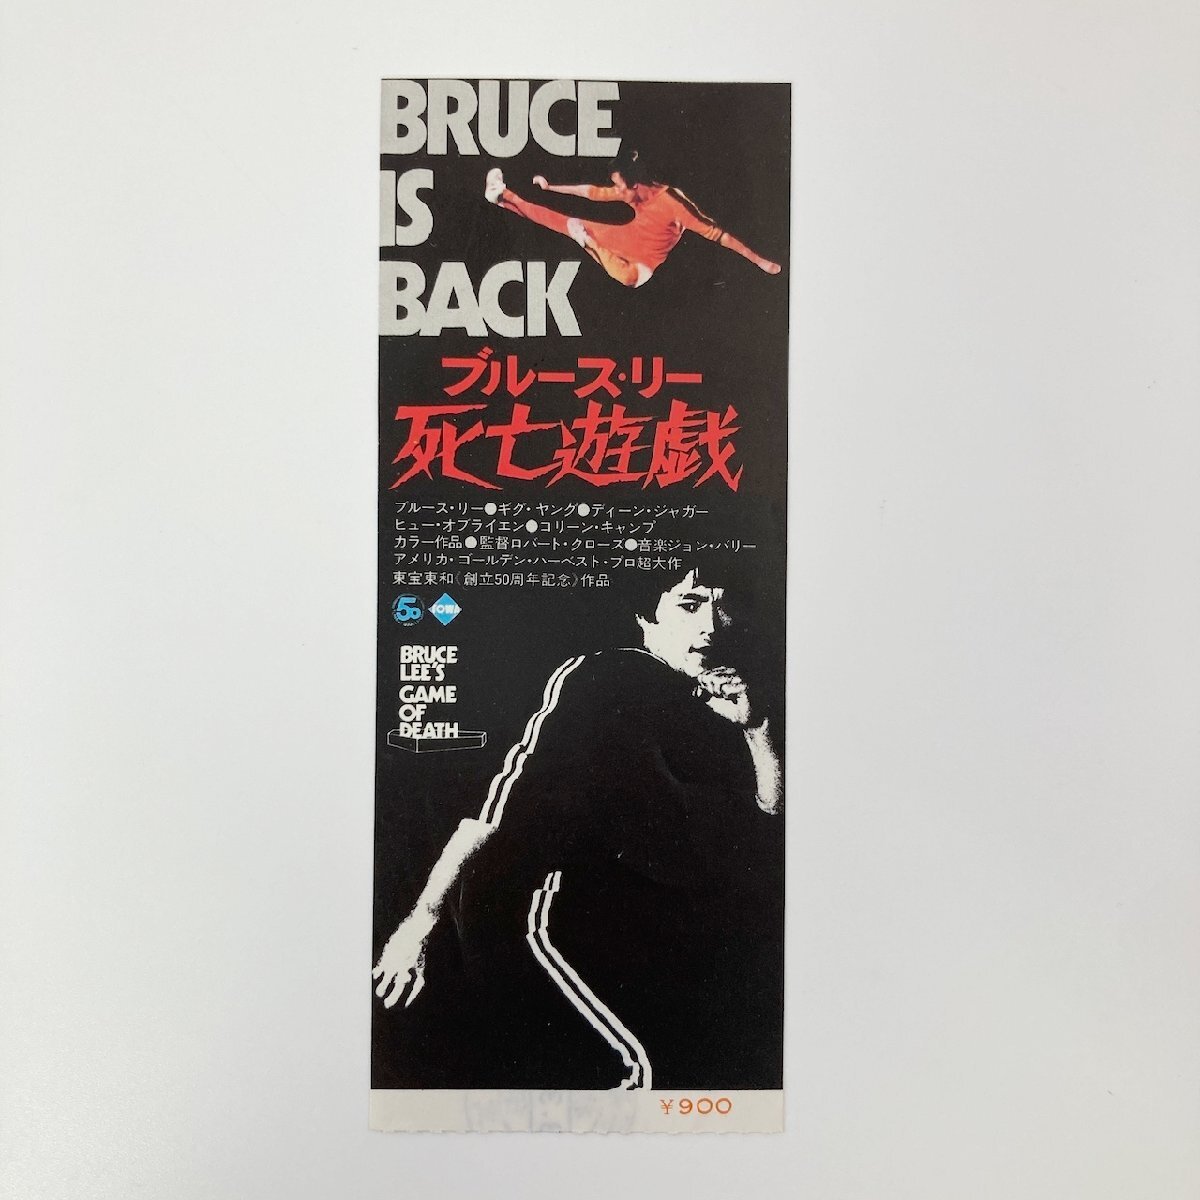 BRUCE
IS
BACK
ブルース・リー
死亡遊戯
ブルース・リー●ギグ・ヤング●ディーン・ジャガー
ヒュー・オブライエン●コリーン・キャンプ
カラー作品●監督ロバート・クローズ●音楽ジョン・バリー
アメリカ・ゴールデン・ハーベスト・プロ超大作
東宝東和《創立50周年記念》作品
50 TOWA
BRUCE
LEE'S
GAME
OF
DEATH
￥900